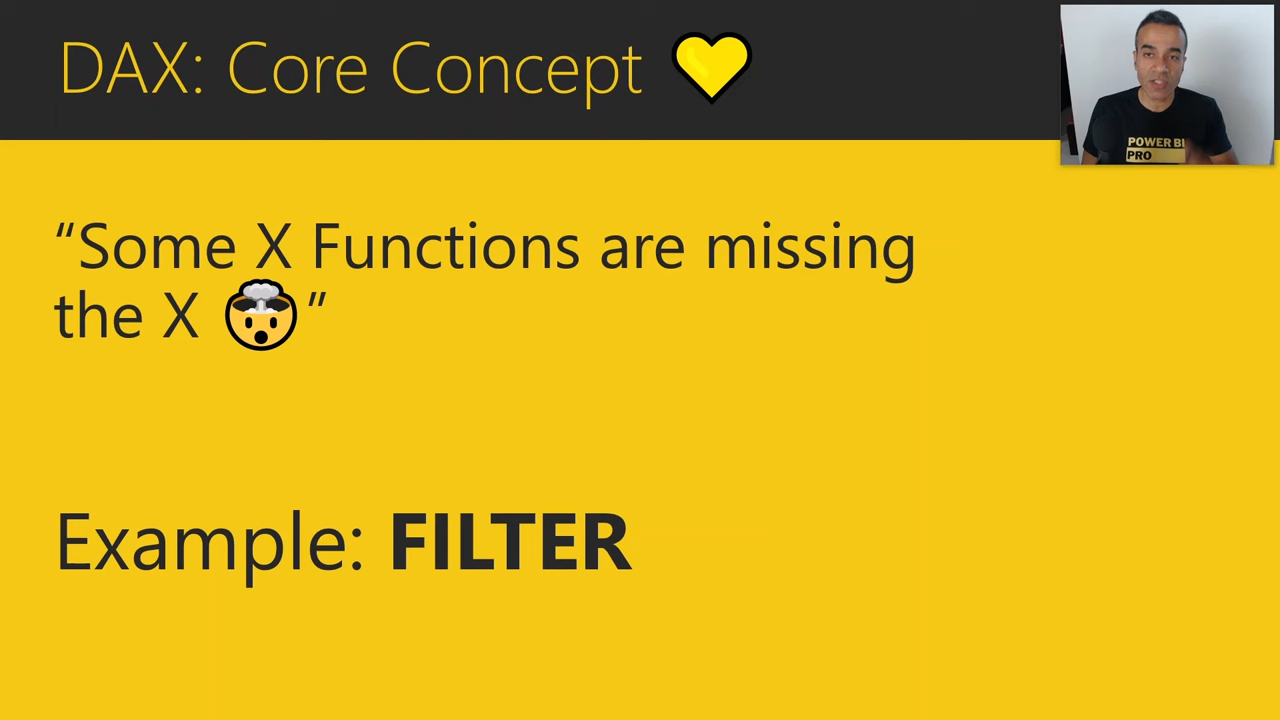 DAX: Core Concept 💛
“Some X Functions are missing
the X 🤯”
Example: FILTER
POWER BI
PRO